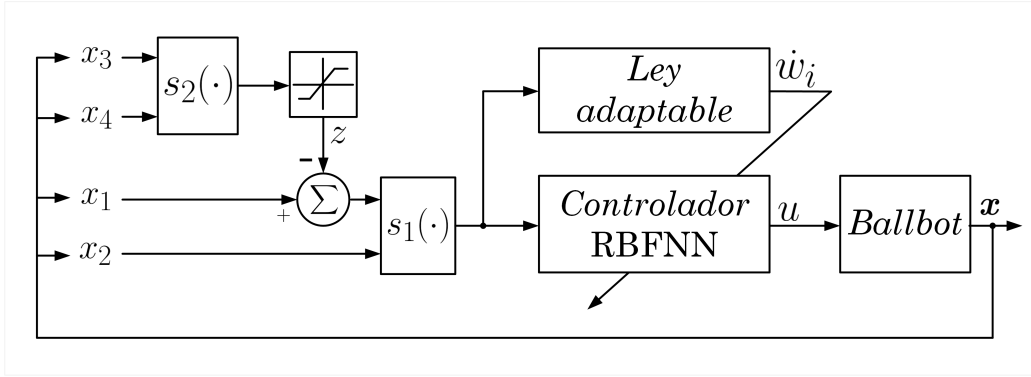 x₃
x₄
s₂(·)
z
−
x₁
+
Σ
x₂
s₁(·)
Ley
adaptable
ẇᵢ
Controlador
RBFNN
u
Ballbot
x